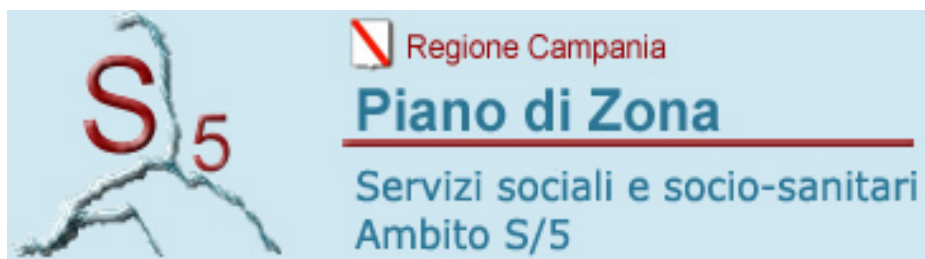 S 5
Regione Campania
Piano di Zona
Servizi sociali e socio-sanitari
Ambito S/5